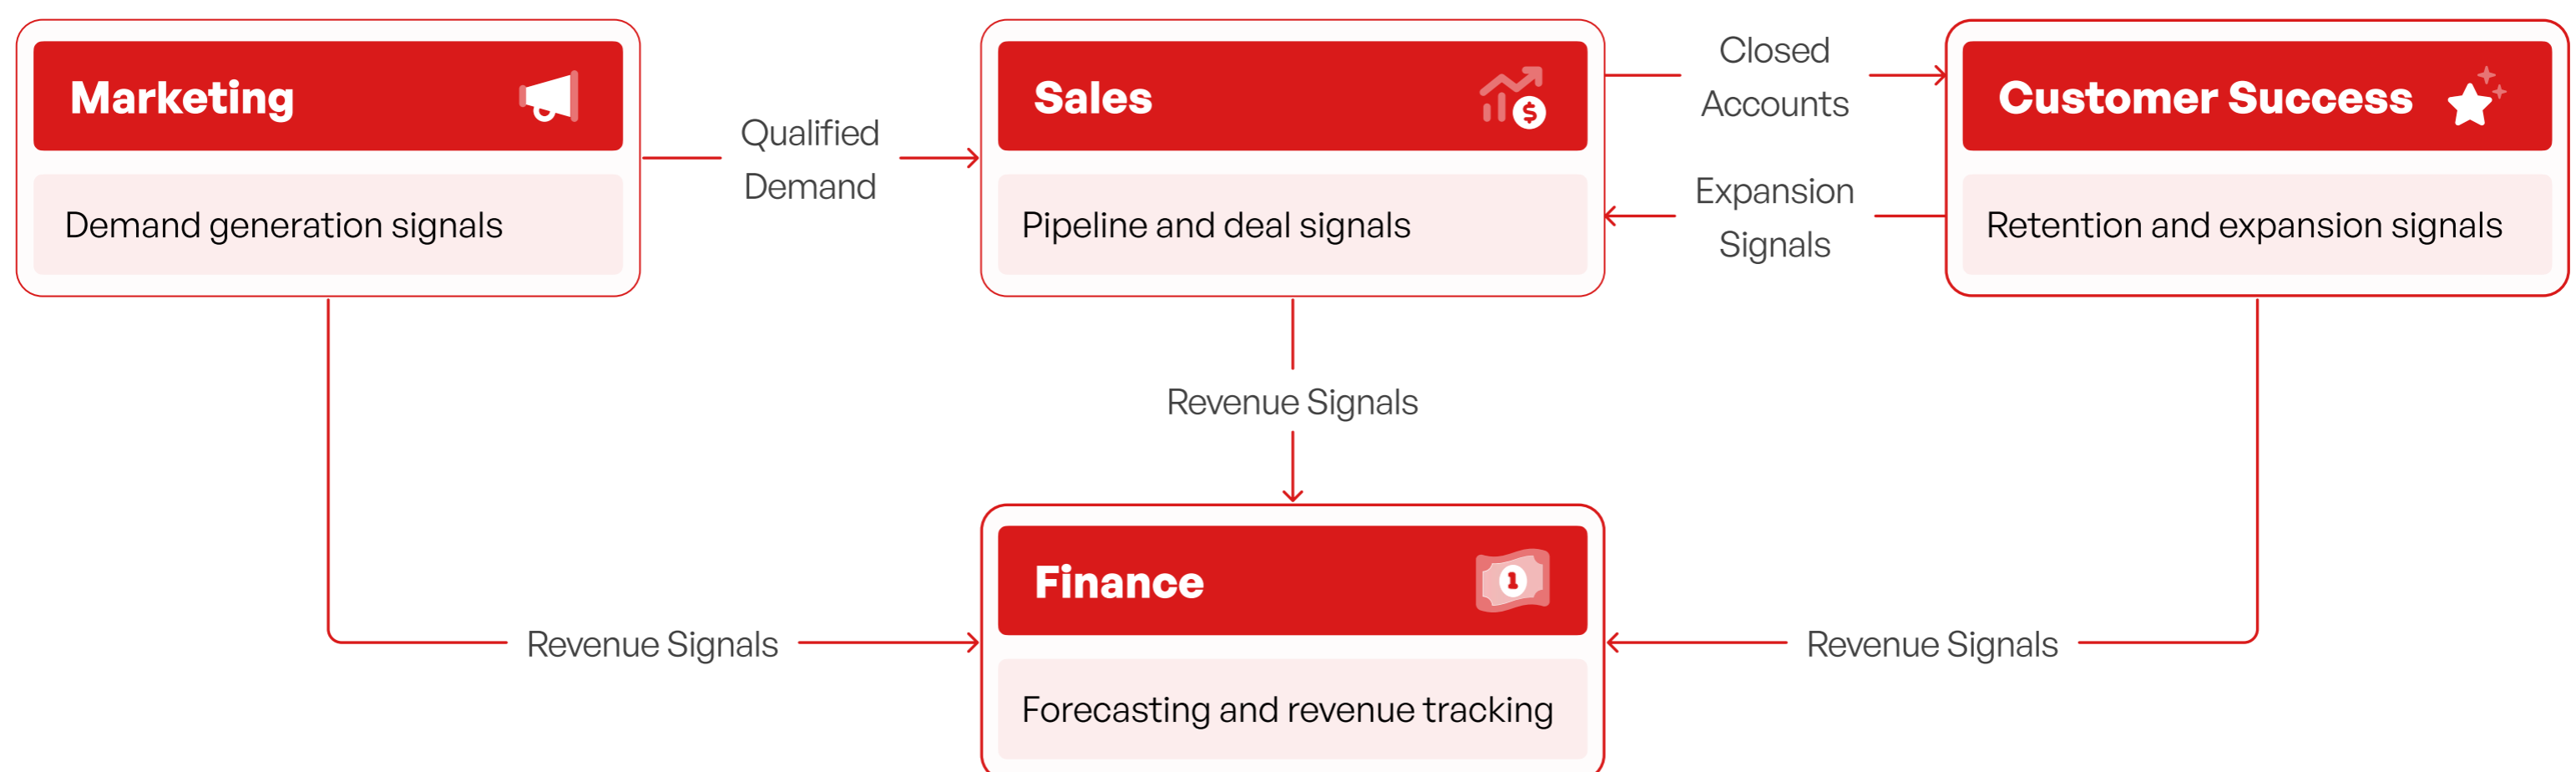 Marketing
Demand generation signals
Qualified
Demand
Sales
$
Pipeline and deal signals
Closed
Accounts
Expansion
Signals
Customer Success
Retention and expansion signals
Revenue Signals
Revenue Signals
Finance
1
Forecasting and revenue tracking
Revenue Signals